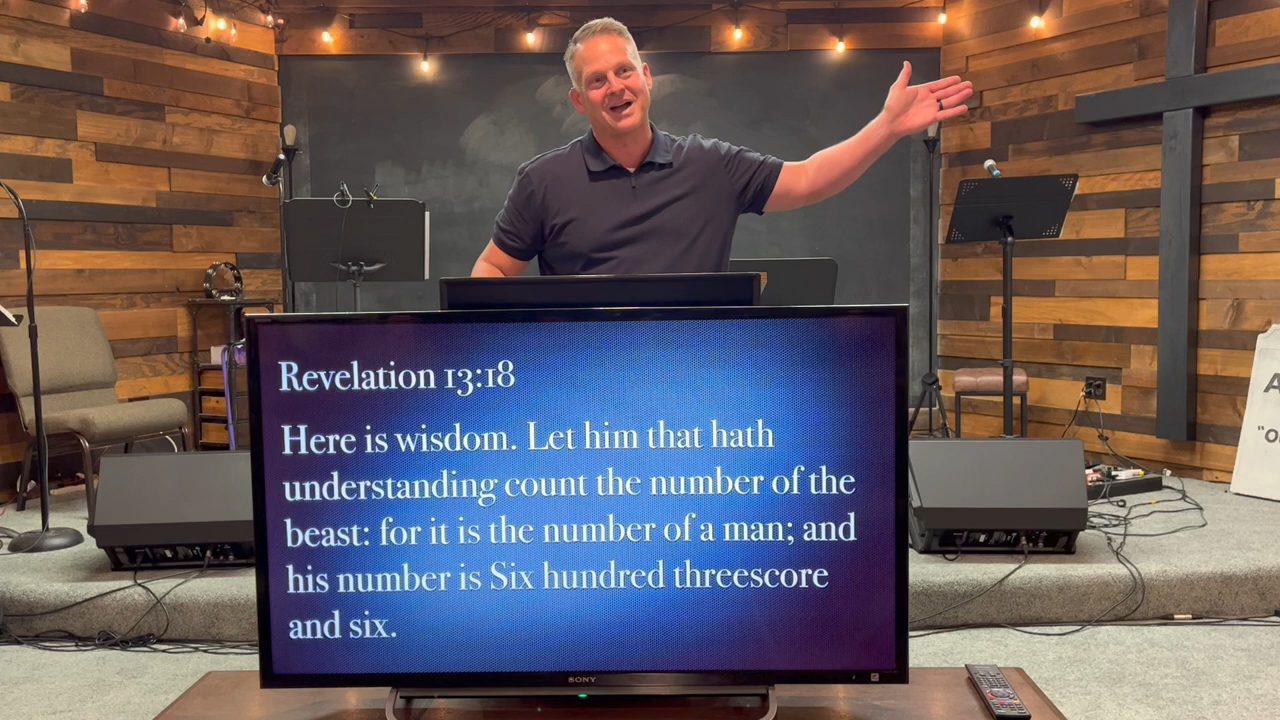 Revelation 13:18
Here is wisdom. Let him that hath
understanding count the number of the
beast: for it is the number of a man; and
his number is Six hundred threescore
and six.
SONY